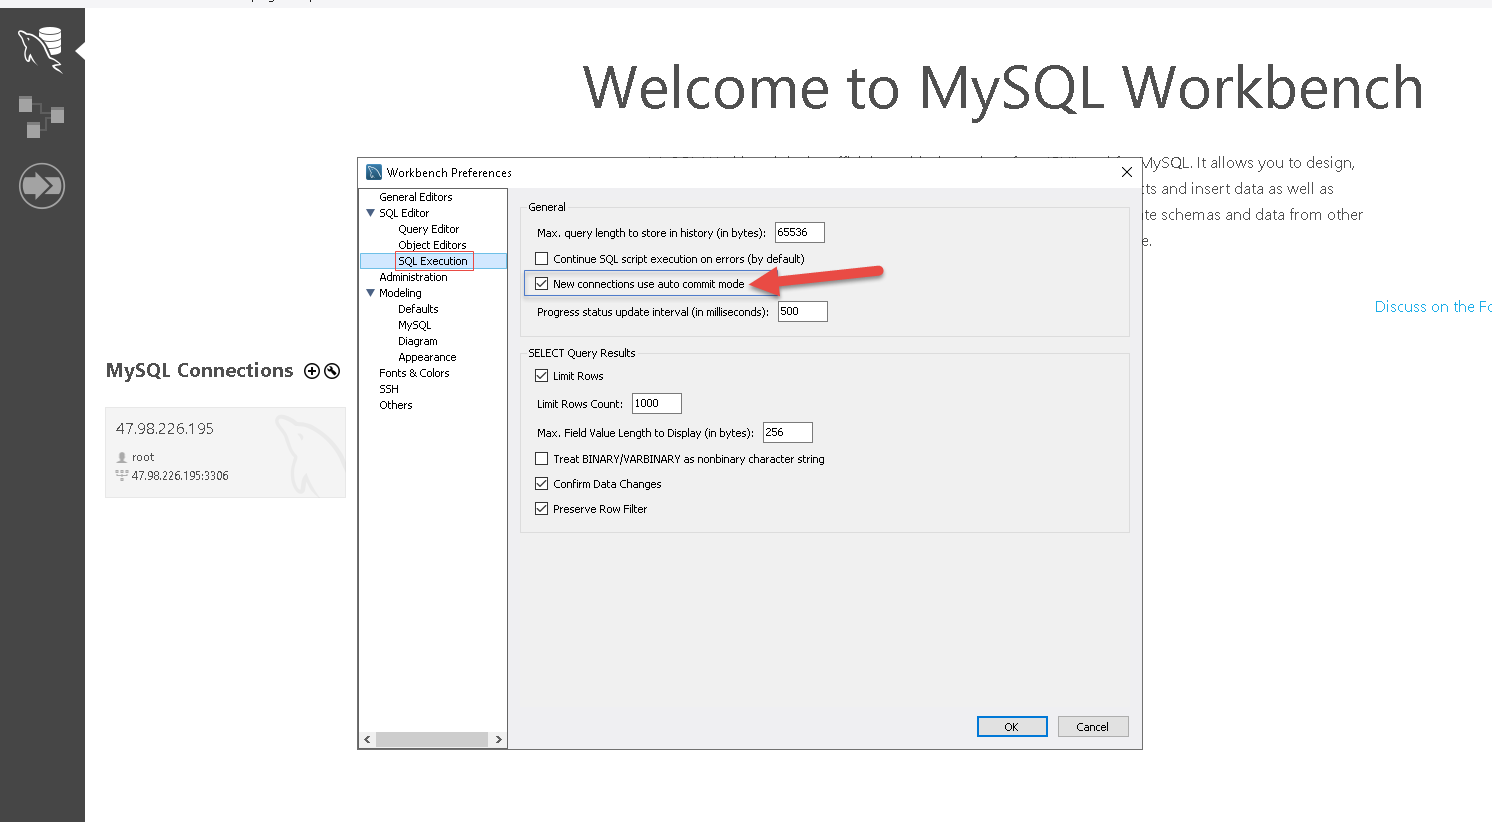 Welcome to MySQL Workbench
MySQL. It allows you to design,
and insert data as well as
schemas and data from other
Workbench Preferences
General Editors
SQL Editor
Query Editor
Object Editors
SQL Execution
Administration
Modeling
Defaults
MySQL
Diagram
Appearance
Fonts & Colors
SSH
Others
General
Max. query length to store in history (in bytes): 65536
Continue SQL script execution on errors (by default)
New connections use auto commit mode
Progress status update interval (in milliseconds): 500
SELECT Query Results
Limit Rows
Limit Rows Count: 1000
Max. Field Value Length to Display (in bytes): 256
Treat BINARY/VARBINARY as nonbinary character string
Confirm Data Changes
Preserve Row Filter
OK Cancel
Discuss on the
MySQL Connections
47.98.226.195
root
47.98.226.195:3306